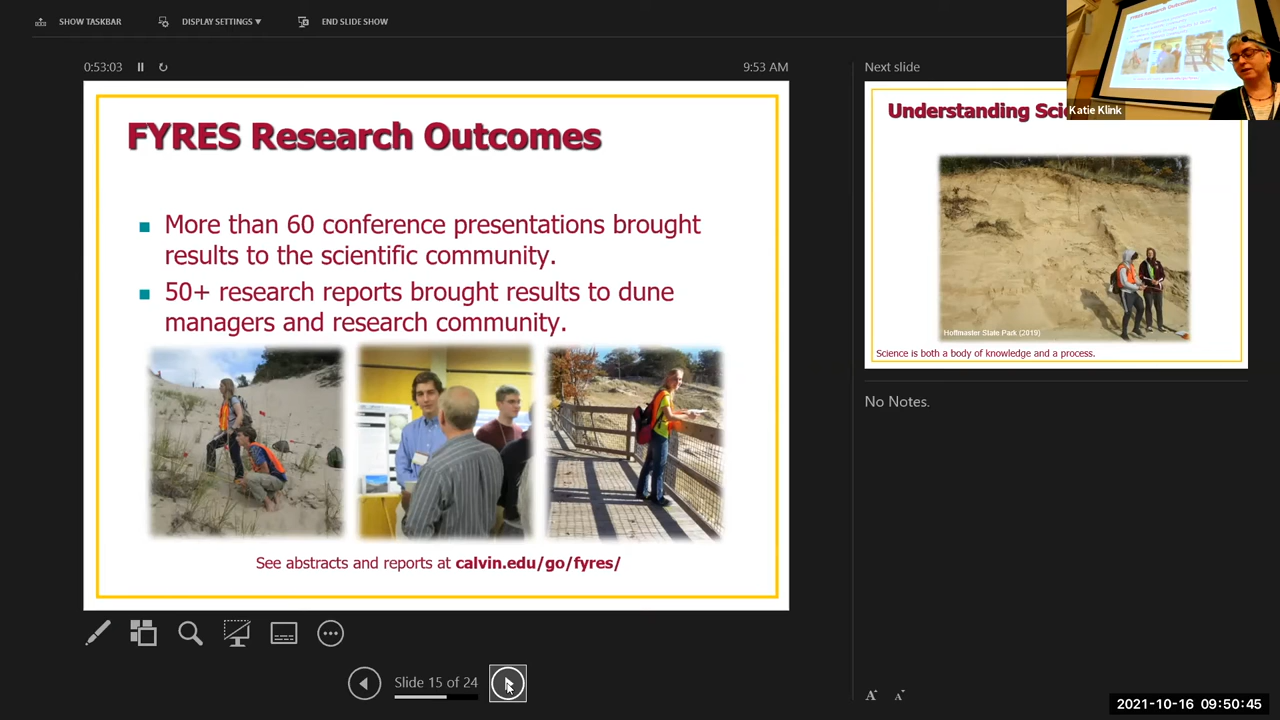 SHOW TASKBAR
DISPLAY SETTINGS
END SLIDE SHOW
0:53:03
9:53 AM
FYRES Research Outcomes
More than 60 conference presentations brought
results to the scientific community.
50+ research reports brought results to dune
managers and research community.
See abstracts and reports at calvin.edu/go/fyres/
Slide 15 of 24
Next slide
FYRES Research Outcomes
Katie Klink
Understanding Sci
Hoffmaster State Park (2019)
Science is both a body of knowledge and a process.
No Notes.
A A
2021-10-16 09:50:45